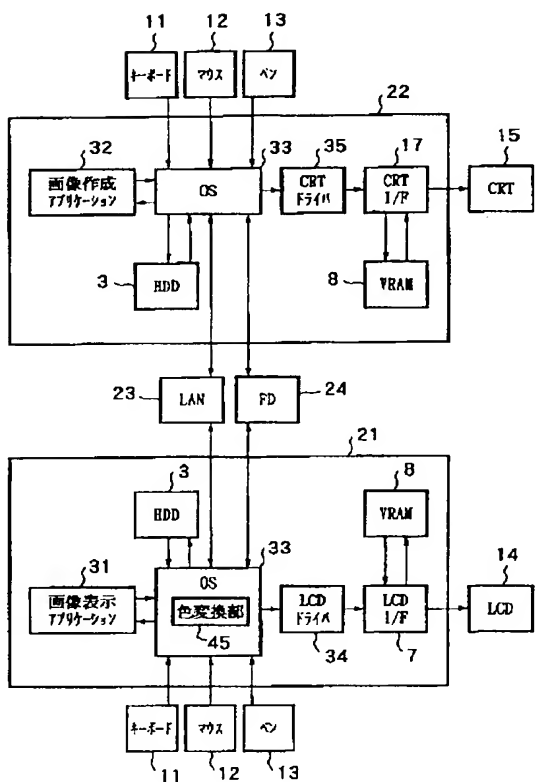 11
12
13
キーボード
マウス
ペン
22
32
33
35
17
15
画像作成
アプリケーション
OS
CRT
ドライバ
CRT
I/F
CRT
3
HDD
8
VRAM
23
LAN
FD
24
21
3
HDD
8
VRAM
31
33
14
画像表示
アプリケーション
OS
色変換部
45
LCD
ドライバ
34
LCD
I/F
7
LCD
キーボード
マウス
ペン
11
12
13